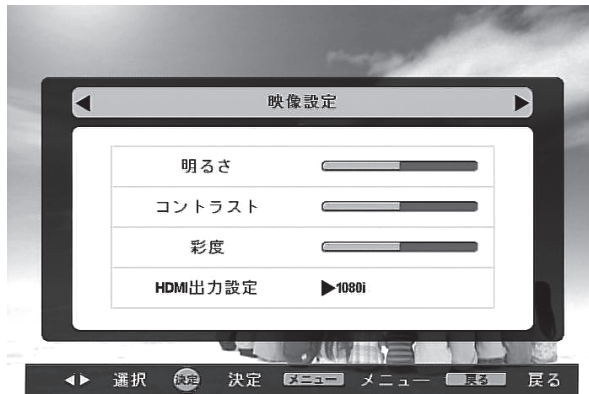 ◀ 映像設定 ▶
明るさ
コントラスト
彩度
HDMI出力設定 ▶1080i
◀▶ 選択 決定 決定 メニュー メニュー 戻る 戻る